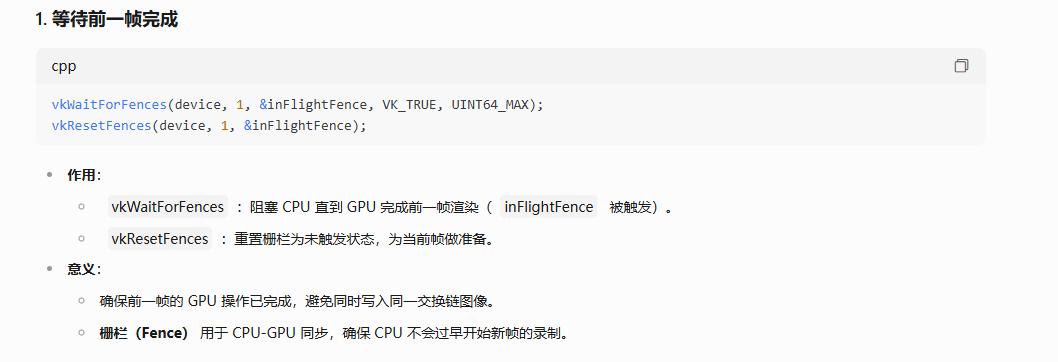 1. 等待前一帧完成
cpp
vkWaitForFences(device, 1, &inFlightFence, VK_TRUE, UINT64_MAX);
vkResetFences(device, 1, &inFlightFence);
作用：
vkWaitForFences ：阻塞 CPU 直到 GPU 完成前一帧渲染（ inFlightFence 被触发）。
vkResetFences ：重置栅栏为未触发状态，为当前帧做准备。
意义：
确保前一帧的 GPU 操作已完成，避免同时写入同一交换链图像。
栅栏（Fence） 用于 CPU-GPU 同步，确保 CPU 不会过早开始新帧的录制。